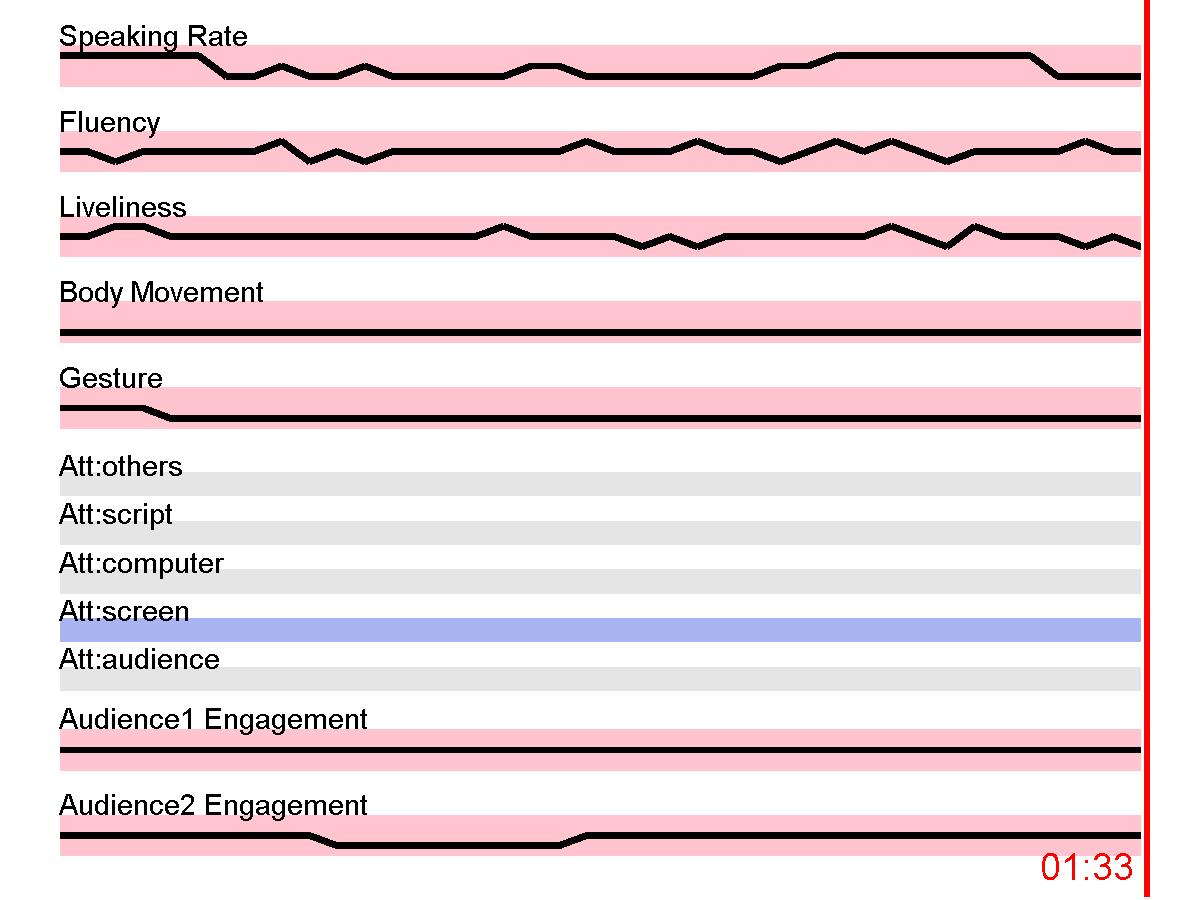 Speaking Rate
Fluency
Liveliness
Body Movement
Gesture
Att:others
Att:script
Att:computer
Att:screen
Att:audience
Audience1 Engagement
Audience2 Engagement
01:33